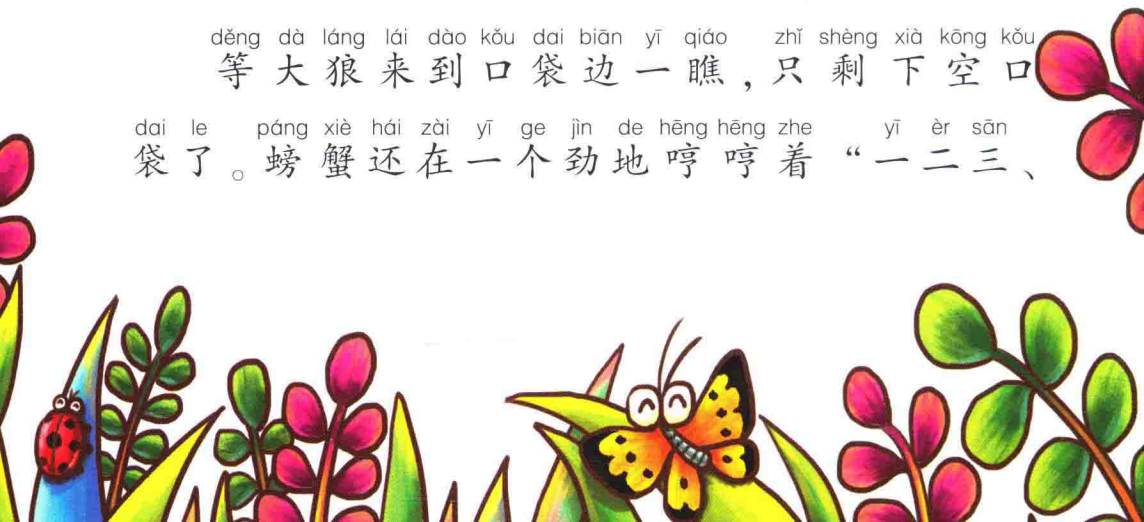 děng dà láng lái dào kǒu dai biān yī qiáo zhǐ shèng xià kōng kǒu
等大狼来到口袋边一瞧，只剩下空口
dai le páng xiè hái zài yī ge jìn de hēng hēng zhe yī èr sān
袋了。螃蟹还在一个劲地哼哼着“一二三、